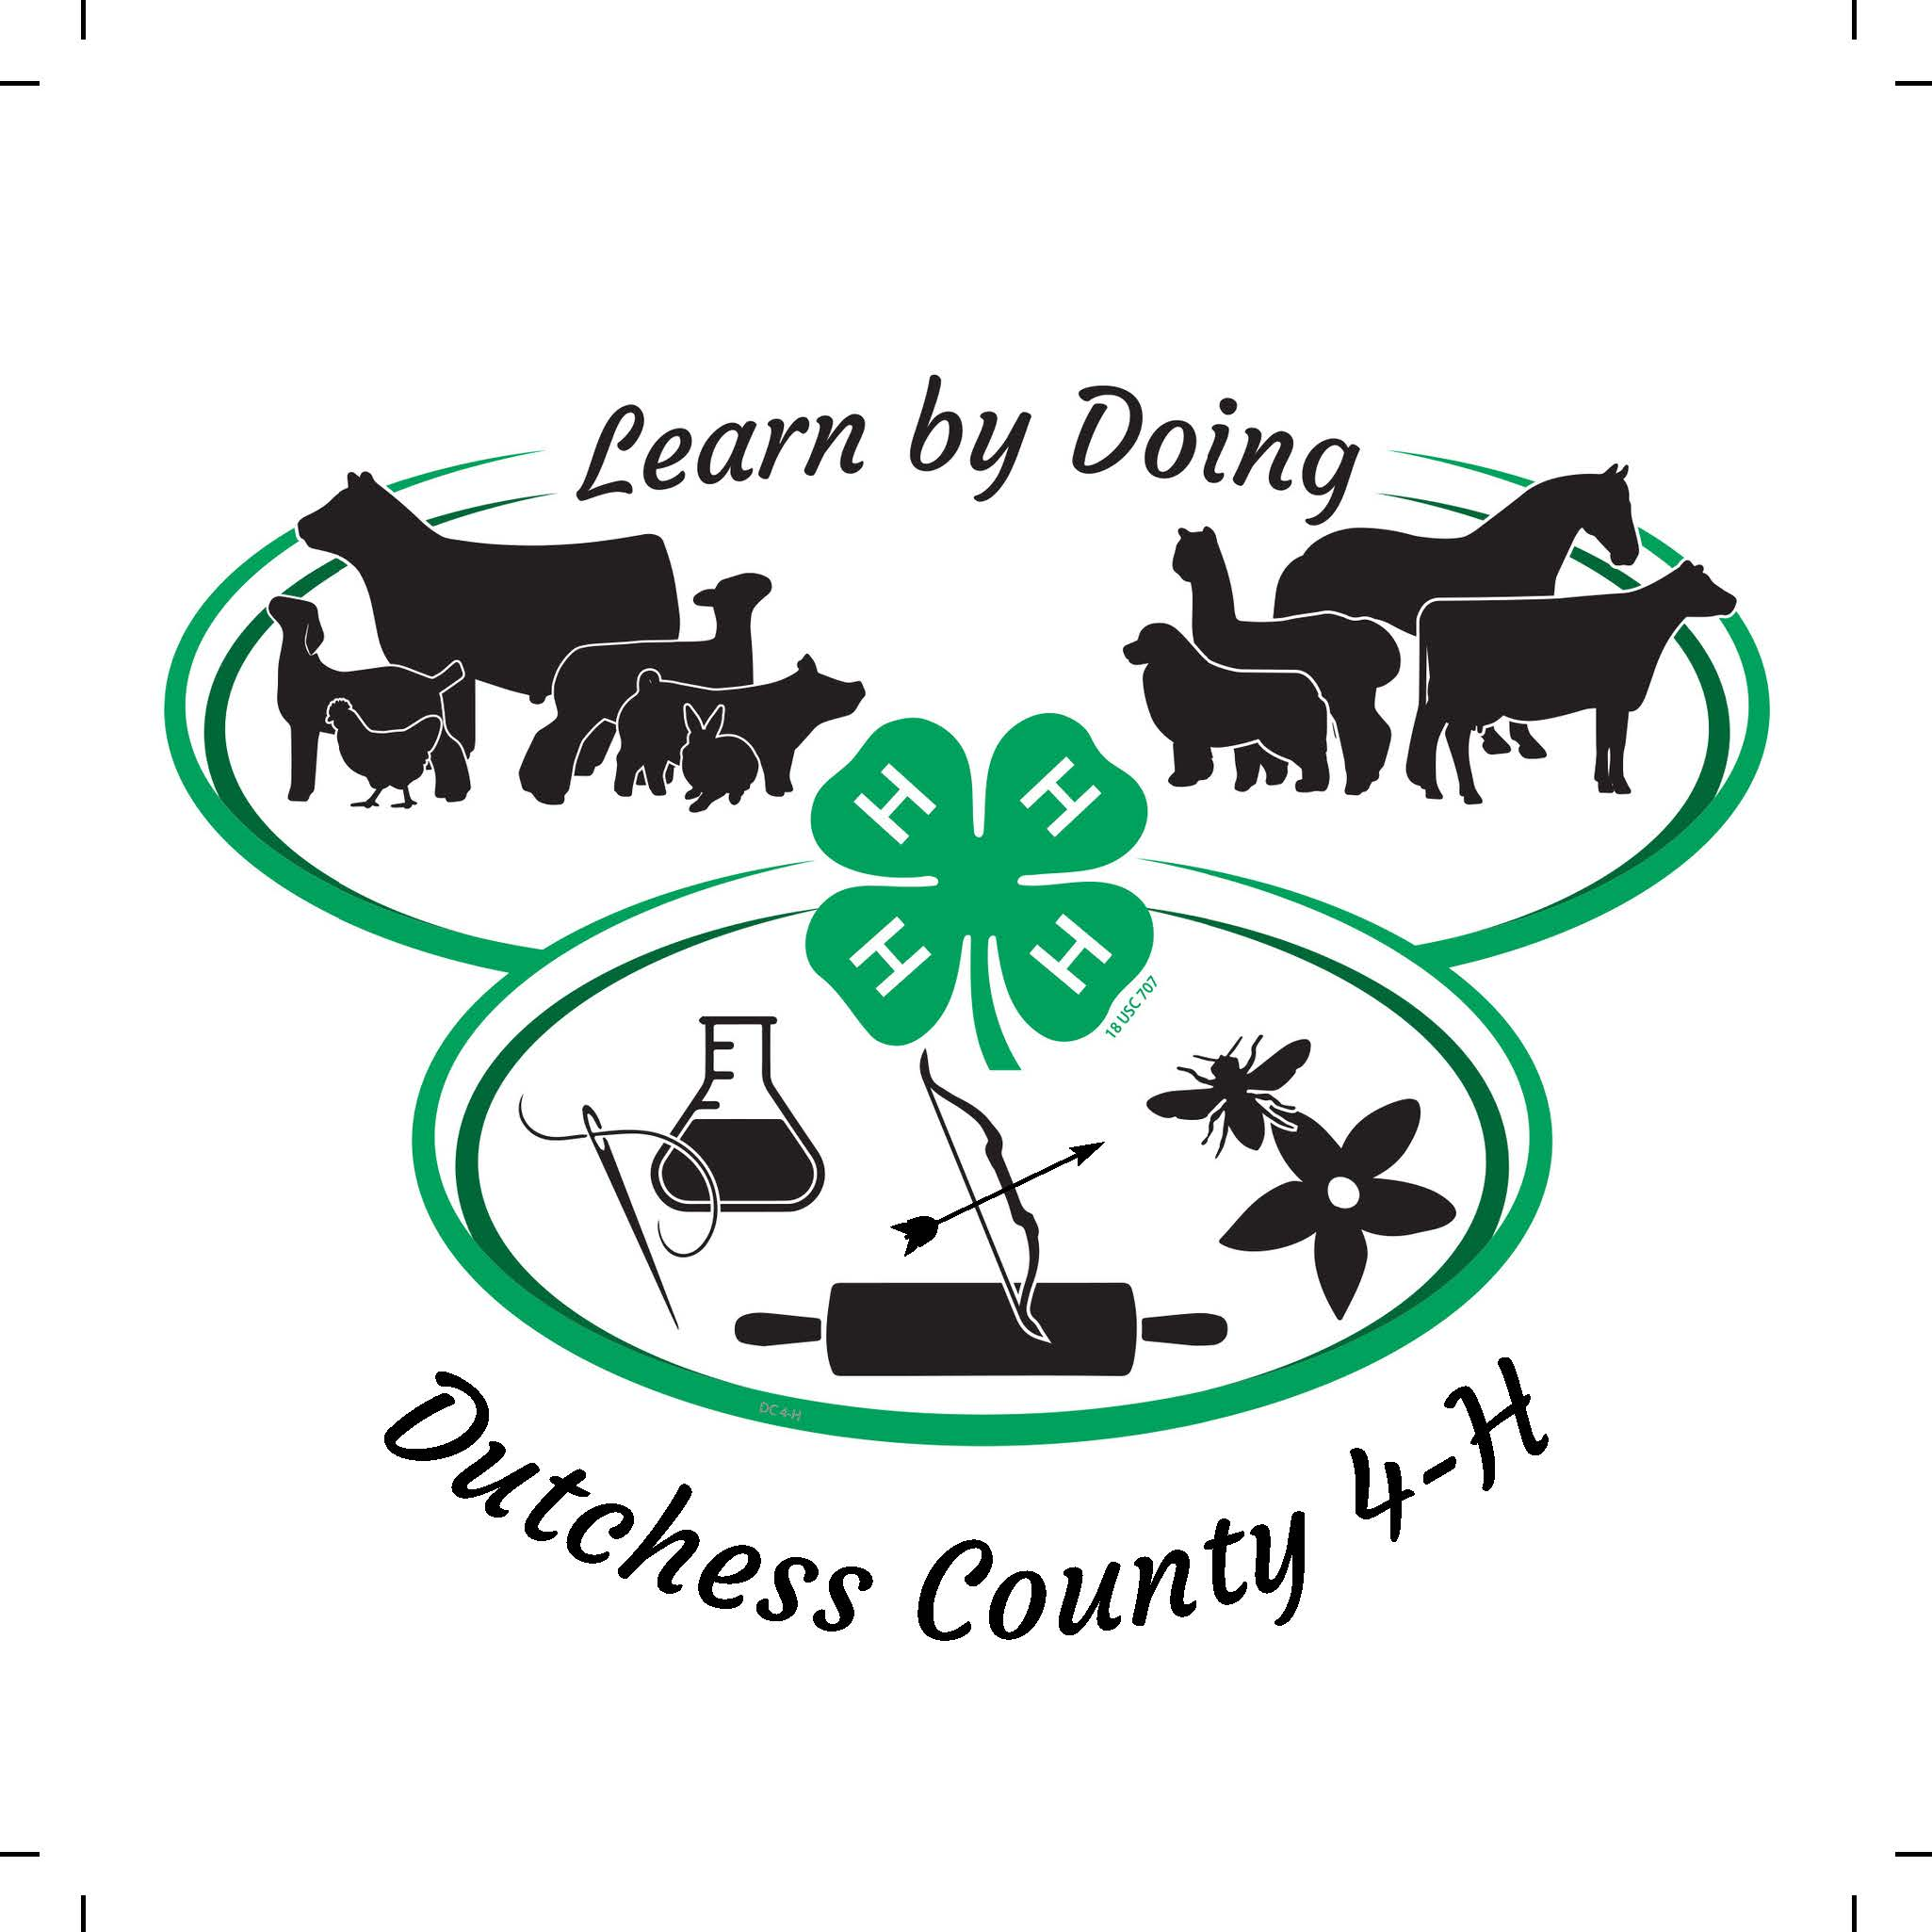 Learn by Doing
H H
H H
18 USC 707
DC 4-H
Dutchess County 4-H